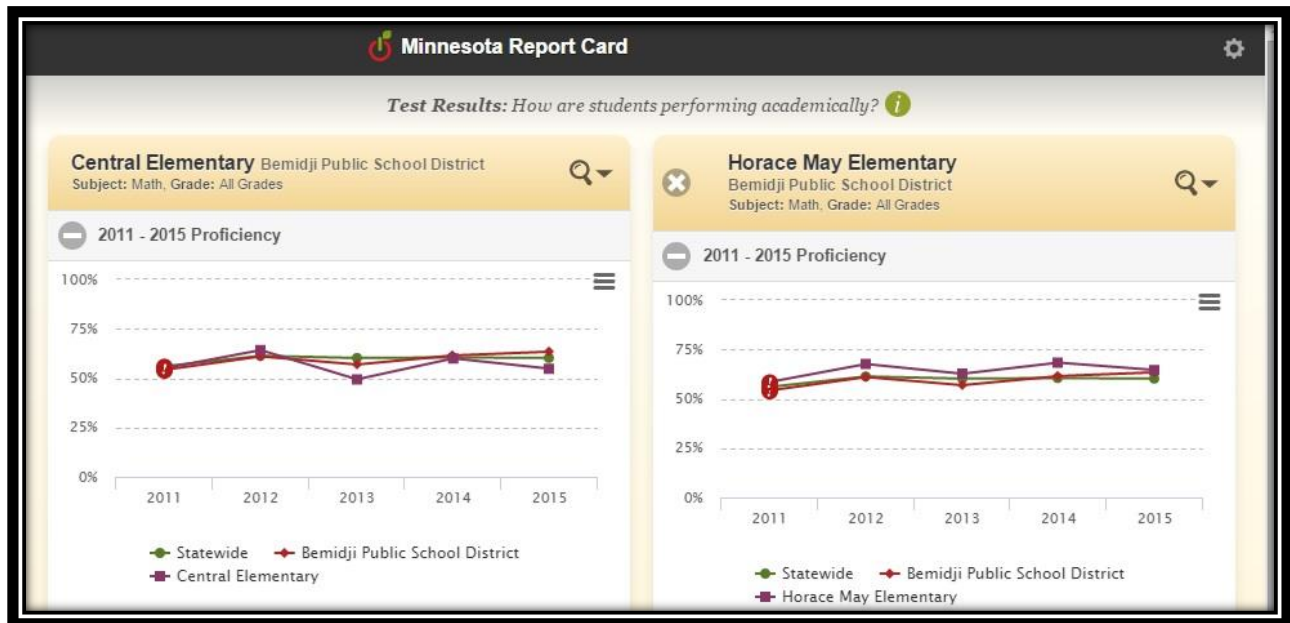 Minnesota Report Card
Test Results: How are students performing academically? i
Central Elementary Bemidji Public School District
Subject: Math, Grade: All Grades
2011 - 2015 Proficiency
100%
75%
50%
25%
0%
2011 2012 2013 2014 2015
Statewide Bemidji Public School District
Central Elementary
Horace May Elementary
Bemidji Public School District
Subject: Math, Grade: All Grades
2011 - 2015 Proficiency
100%
75%
50%
25%
0%
2011 2012 2013 2014 2015
Statewide Bemidji Public School District
Horace May Elementary